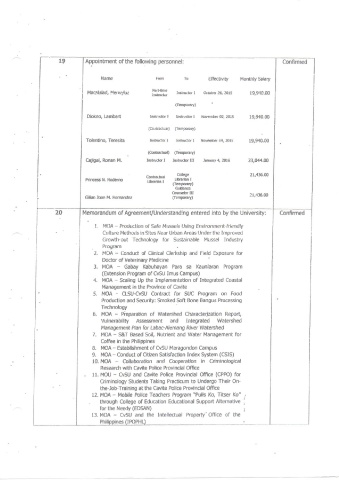 19 Appointment of the following personnel: Confirmed
Name From To Effectivity Monthly Salary
Part-time Instructor Instructor I October 26, 2015 19,940.00
(Temporary)
Dionco, Lombert Instructor I Instructor I November 02, 2015 19,940.00
(Contractual) (Temporary)
Tolentino, Teresita Instructor I Instructor I November 14, 2015 19,940.00
(Contractual) (Temporary)
Cajigal, Ronan M. Instructor I Instructor III January 4, 2016 23,044.00
Contractual College 21,436.00
Librarian I Librarian I
(Temporary)
Guidance
Counselor III 21,436.00
(Temporary)
20 Memorandum of Agreement/Understanding entered into by the University: Confirmed
1. MOA – Production of Safe Mussels Using Environment-friendly
Culture Methods in Sites Near Urban Areas Under the Improved
Growth-out Technology for Sustainable Mussel Industry
Program
2. MOA – Conduct of Clinical Clerkship and Field Exposure for
Doctor of Veterinary Medicine
3. MOA – Gabay Kabuhayan Para sa Kaunlaran Program
(Extension Program of CvSU Imus Campus)
4. MOA – Scaling Up the Implementation of Integrated Coastal
Management in the Province of Cavite
5. MOA – CLSU-CvSU Contract for SUC Program on Food
Production and Security: Smoked Soft Bone Bangus Processing
Technology
6. MOA – Preparation of Watershed Characterization Report,
Vulnerability Assessment and Integrated Watershed
Management Plan for Labac-Alemang River Watershed
7. MOA – S&T Based Soil, Nutrient and Water Management for
Coffee in the Philippines
8. MOA – Establishment of CvSU-Maragondon Campus
9. MOA – Conduct of Citizen Satisfaction Index System (CSIS)
10. MOA – Collaboration and Cooperation in Criminological
Research with Cavite Police Provincial Office
11. MOU – CvSU and Cavite Police Provincial Office (CPPO) for
Criminology Students Taking Practicum to Undergo Their On-
the-Job Training at the Cavite Police Provincial Office
12. MOA – Mobile Police Teachers Program "Pulis Ko, Titser Ko"
through College of Education Educational Support Alternative
for the Needy (EDSAN)
13. MOA – CvSU and the Intellectual Property Office of the
Philippines (IPOPHL)